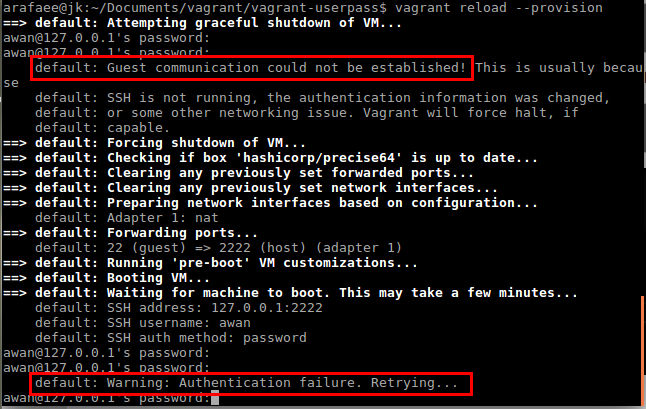 arafaee@jk:~/Documents/vagrant/vagrant-userpass$ vagrant reload --provision
==> default: Attempting graceful shutdown of VM...
awan@127.0.0.1's password:
awan@127.0.0.1's password:
    default: Guest communication could not be established! This is usually becau
se
    default: SSH is not running, the authentication information was changed,
    default: or some other networking issue. Vagrant will force halt, if
    default: capable.
==> default: Forcing shutdown of VM...
==> default: Checking if box 'hashicorp/precise64' is up to date...
==> default: Clearing any previously set forwarded ports...
==> default: Clearing any previously set network interfaces...
==> default: Preparing network interfaces based on configuration...
    default: Adapter 1: nat
==> default: Forwarding ports...
    default: 22 (guest) => 2222 (host) (adapter 1)
==> default: Running 'pre-boot' VM customizations...
==> default: Booting VM...
==> default: Waiting for machine to boot. This may take a few minutes...
    default: SSH address: 127.0.0.1:2222
    default: SSH username: awan
    default: SSH auth method: password
awan@127.0.0.1's password:
awan@127.0.0.1's password:
    default: Warning: Authentication failure. Retrying...
awan@127.0.0.1's password: